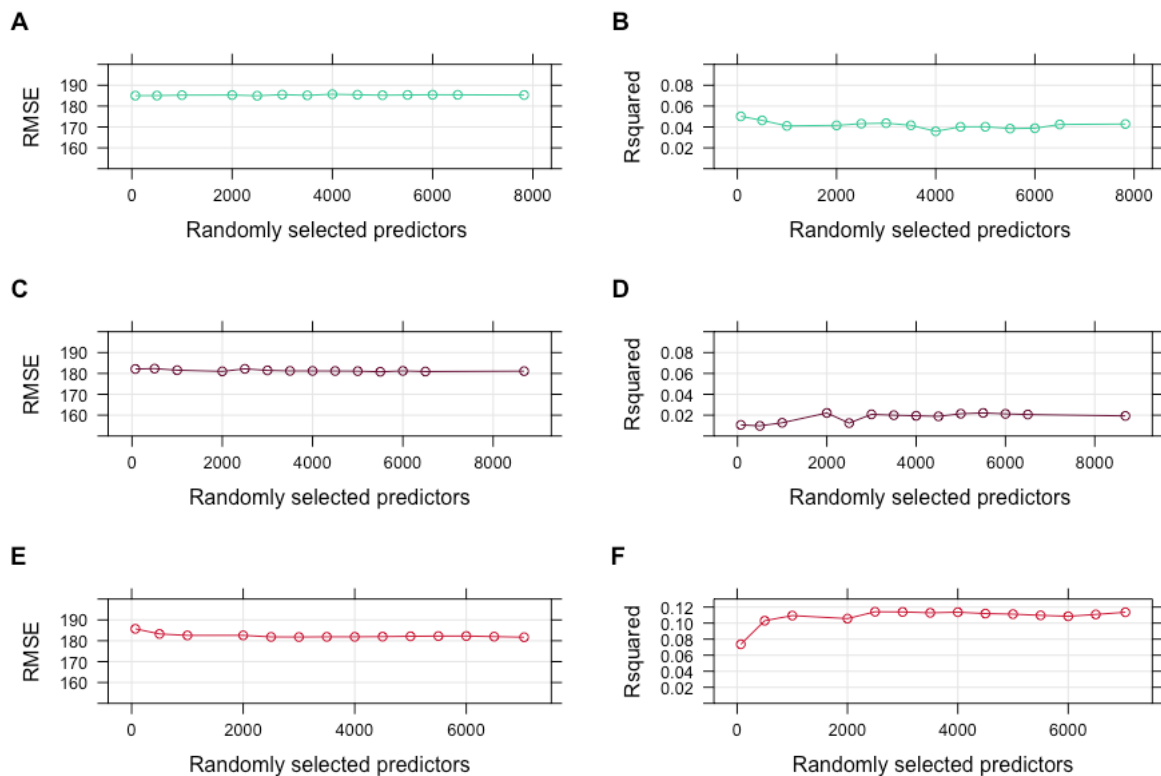 A
RMSE
190
180
170
160
0 2000 4000 6000 8000
Randomly selected predictors
B
Rsquared
0.08
0.06
0.04
0.02
0 2000 4000 6000 8000
Randomly selected predictors
C
RMSE
190
180
170
160
0 2000 4000 6000 8000
Randomly selected predictors
D
Rsquared
0.08
0.06
0.04
0.02
0 2000 4000 6000 8000
Randomly selected predictors
E
RMSE
190
180
170
160
0 2000 4000 6000
Randomly selected predictors
F
Rsquared
0.12
0.10
0.08
0.06
0.04
0.02
0 2000 4000 6000
Randomly selected predictors